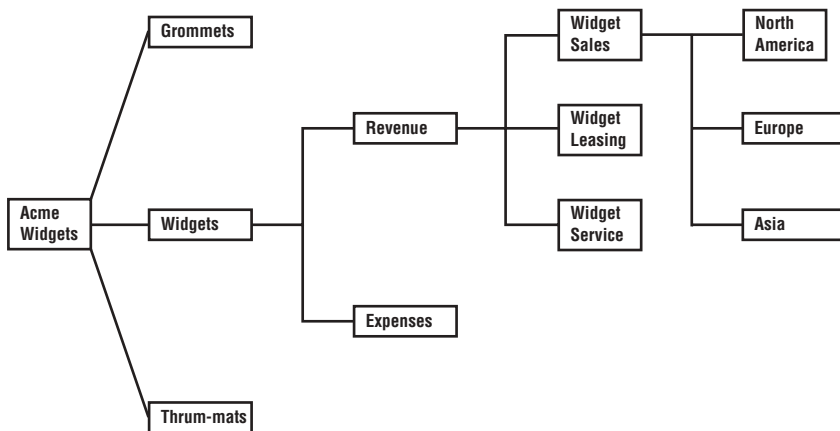 Grommets
Acme
Widgets
Widgets
Thrum-mats
Revenue
Expenses
Widget
Sales
Widget
Leasing
Widget
Service
North
America
Europe
Asia